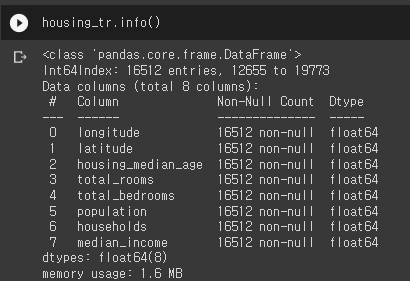 housing_tr.info()
<class 'pandas.core.frame.DataFrame'>
Int64Index: 16512 entries, 12655 to 19773
Data columns (total 8 columns):
 #   Column              Non-Null Count  Dtype
---  ------              --------------  -----
 0   longitude           16512 non-null  float64
 1   latitude            16512 non-null  float64
 2   housing_median_age  16512 non-null  float64
 3   total_rooms         16512 non-null  float64
 4   total_bedrooms      16512 non-null  float64
 5   population          16512 non-null  float64
 6   households          16512 non-null  float64
 7   median_income       16512 non-null  float64
dtypes: float64(8)
memory usage: 1.6 MB